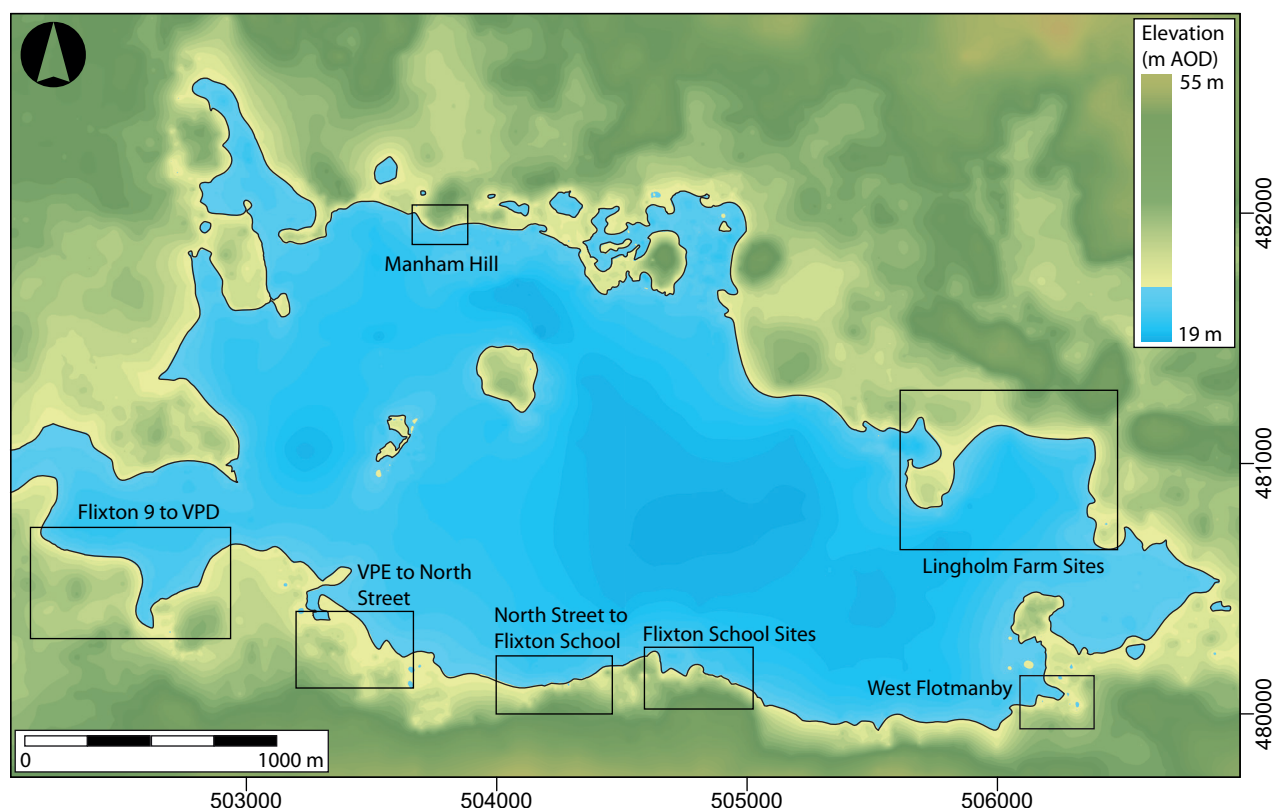 Elevation
(m AOD)
55 m
19 m
Manham Hill
Flixton 9 to VPD
VPE to North
Street
North Street to
Flixton School
Flixton School Sites
Lingholm Farm Sites
West Flotmanby
0
1000 m
482000
481000
480000
503000
504000
505000
506000